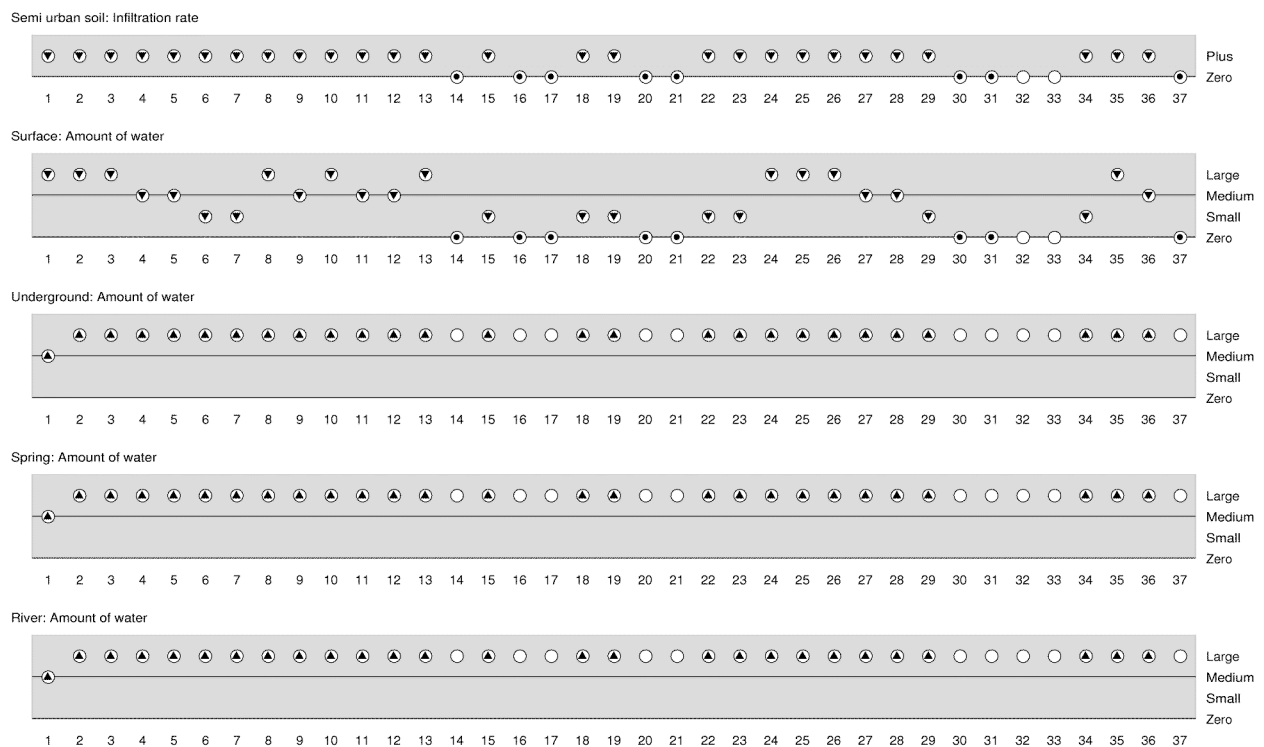 Semi urban soil: Infiltration rate
Plus
Zero
1 2 3 4 5 6 7 8 9 10 11 12 13 14 15 16 17 18 19 20 21 22 23 24 25 26 27 28 29 30 31 32 33 34 35 36 37
Surface: Amount of water
Large
Medium
Small
Zero
1 2 3 4 5 6 7 8 9 10 11 12 13 14 15 16 17 18 19 20 21 22 23 24 25 26 27 28 29 30 31 32 33 34 35 36 37
Underground: Amount of water
Large
Medium
Small
Zero
1 2 3 4 5 6 7 8 9 10 11 12 13 14 15 16 17 18 19 20 21 22 23 24 25 26 27 28 29 30 31 32 33 34 35 36 37
Spring: Amount of water
Large
Medium
Small
Zero
1 2 3 4 5 6 7 8 9 10 11 12 13 14 15 16 17 18 19 20 21 22 23 24 25 26 27 28 29 30 31 32 33 34 35 36 37
River: Amount of water
Large
Medium
Small
Zero
1 2 3 4 5 6 7 8 9 10 11 12 13 14 15 16 17 18 19 20 21 22 23 24 25 26 27 28 29 30 31 32 33 34 35 36 37